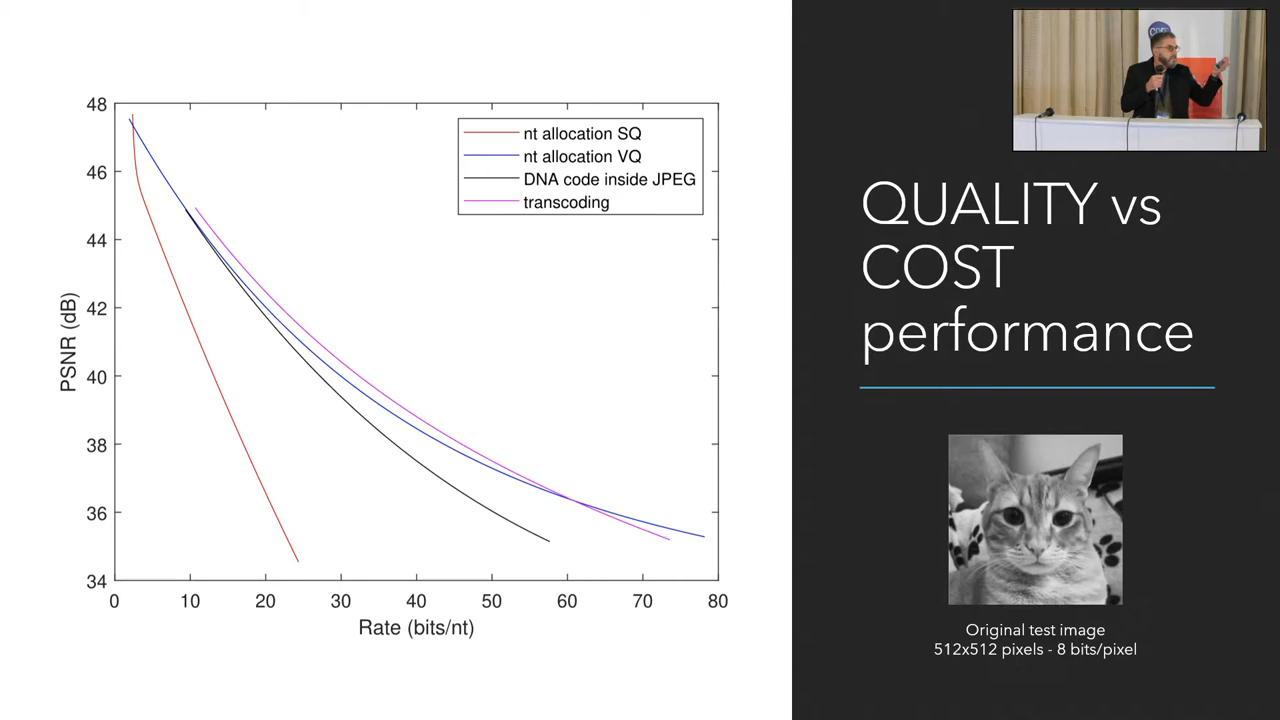 48
46
44
42
40
38
36
34
PSNR (dB)
0 10 20 30 40 50 60 70 80
Rate (bits/nt)
nt allocation SQ
nt allocation VQ
DNA code inside JPEG
transcoding
QUALITY vs
COST
performance
Original test image
512x512 pixels - 8 bits/pixel